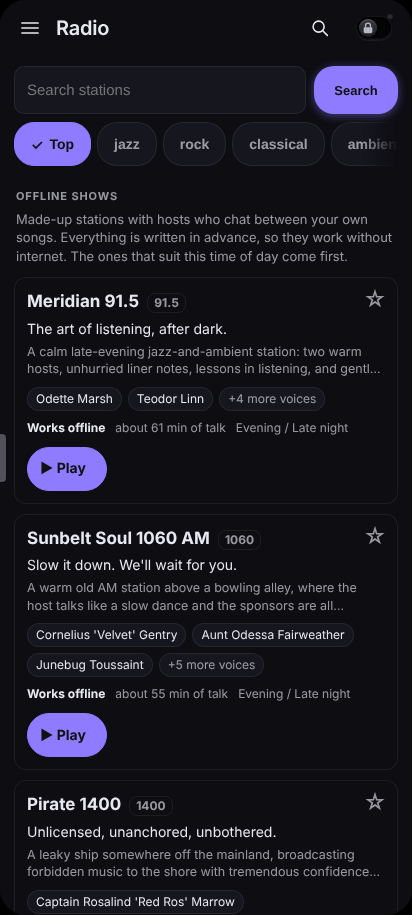 Radio
Search stations
Search
Top
jazz
rock
classical
ambien
OFFLINE SHOWS
Made-up stations with hosts who chat between your own
songs. Everything is written in advance, so they work without
internet. The ones that suit this time of day come first.
Meridian 91.5
91.5
The art of listening, after dark.
A calm late-evening jazz-and-ambient station: two warm
hosts, unhurried liner notes, lessons in listening, and gentl...
Odette Marsh
Teodor Linn
+4 more voices
Works offline about 61 min of talk Evening / Late night
Play
Sunbelt Soul 1060 AM
1060
Slow it down. We'll wait for you.
A warm old AM station above a bowling alley, where the
host talks like a slow dance and the sponsors are all...
Cornelius 'Velvet' Gentry
Aunt Odessa Fairweather
Junebug Toussaint
+5 more voices
Works offline about 55 min of talk Evening / Late night
Play
Pirate 1400
1400
Unlicensed, unanchored, unbothered.
A leaky ship somewhere off the mainland, broadcasting
forbidden music to the shore with tremendous confidence...
Captain Rosalind 'Red Ros' Marrow